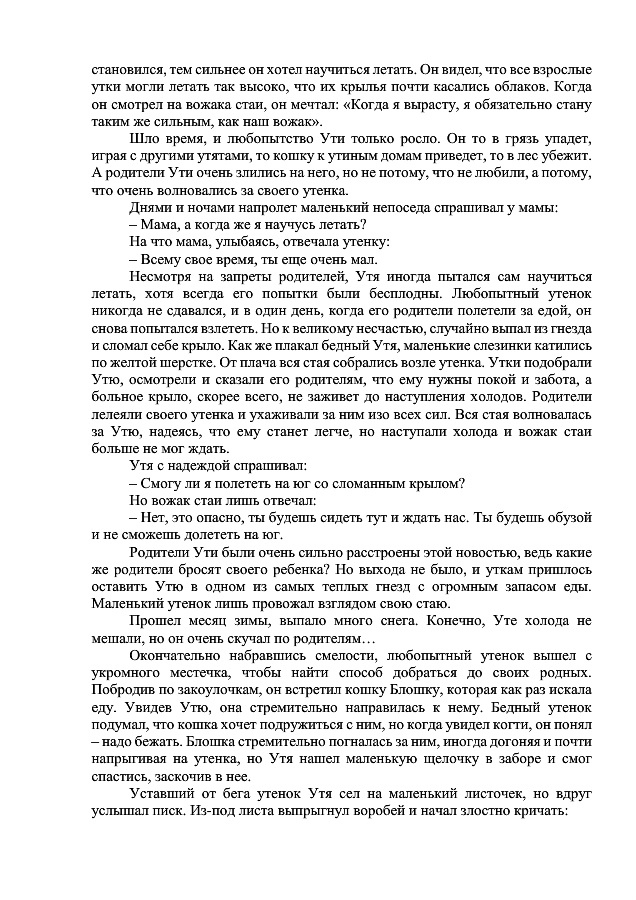 становился, тем сильнее он хотел научиться летать. Он видел, что все взрослые
утки могли летать так высоко, что их крылья почти касались облаков. Когда
он смотрел на вожака стаи, он мечтал: «Когда я вырасту, я обязательно стану
таким же сильным, как наш вожак».
Шло время, и любопытство Ути только росло. Он то в грязь упадет,
играя с другими утятами, то кошку к утиным домам приведет, то в лес убежит.
А родители Ути очень злились на него, но не потому, что не любили, а потому,
что очень волновались за своего утенка.
Днями и ночами напролет маленький непоседа спрашивал у мамы:
– Мама, а когда же я научусь летать?
На что мама, улыбаясь, отвечала утенку:
– Всему свое время, ты еще очень мал.
Несмотря на запреты родителей, Утя иногда пытался сам научиться
летать, хотя всегда его попытки были бесплодны. Любопытный утенок
никогда не сдавался, и в один день, когда его родители полетели за едой, он
снова попытался взлететь. Но к великому несчастью, случайно выпал из гнезда
и сломал себе крыло. Как же плакал бедный Утя, маленькие слезинки катились
по желтой шерстке. От плача вся стая собрались возле утенка. Утки подобрали
Утю, осмотрели и сказали его родителям, что ему нужны покой и забота, а
больное крыло, скорее всего, не заживет до наступления холодов. Родители
лелеяли своего утенка и ухаживали за ним изо всех сил. Вся стая волновалась
за Утю, надеясь, что ему станет легче, но наступали холода и вожак стаи
больше не мог ждать.
Утя с надеждой спрашивал:
– Смогу ли я полететь на юг со сломанным крылом?
Но вожак стаи лишь отвечал:
– Нет, это опасно, ты будешь сидеть тут и ждать нас. Ты будешь обузой
и не сможешь долететь на юг.
Родители Ути были очень сильно расстроены этой новостью, ведь какие
же родители бросят своего ребенка? Но выхода не было, и уткам пришлось
оставить Утю в одном из самых теплых гнезд с огромным запасом еды.
Маленький утенок лишь провожал взглядом свою стаю.
Прошел месяц зимы, выпало много снега. Конечно, Уте холода не
мешали, но он очень скучал по родителям…
Окончательно набравшись смелости, любопытный утенок вышел с
укромного местечка, чтобы найти способ добраться до своих родных.
Побродив по закоулочкам, он встретил кошку Блошку, которая как раз искала
еду. Увидев Утю, она стремительно направилась к нему. Бедный утенок
подумал, что кошка хочет подружиться с ним, но когда увидел когти, он понял
– надо бежать. Блошка стремительно погналась за ним, иногда догоняя и почти
напрыгивая на утенка, но Утя нашел маленькую щелочку в заборе и смог
спастись, заскочив в нее.
Уставший от бега утенок Утя сел на маленький листочек, но вдруг
услышал писк. Из-под листа выпрыгнул воробей и начал злостно кричать: